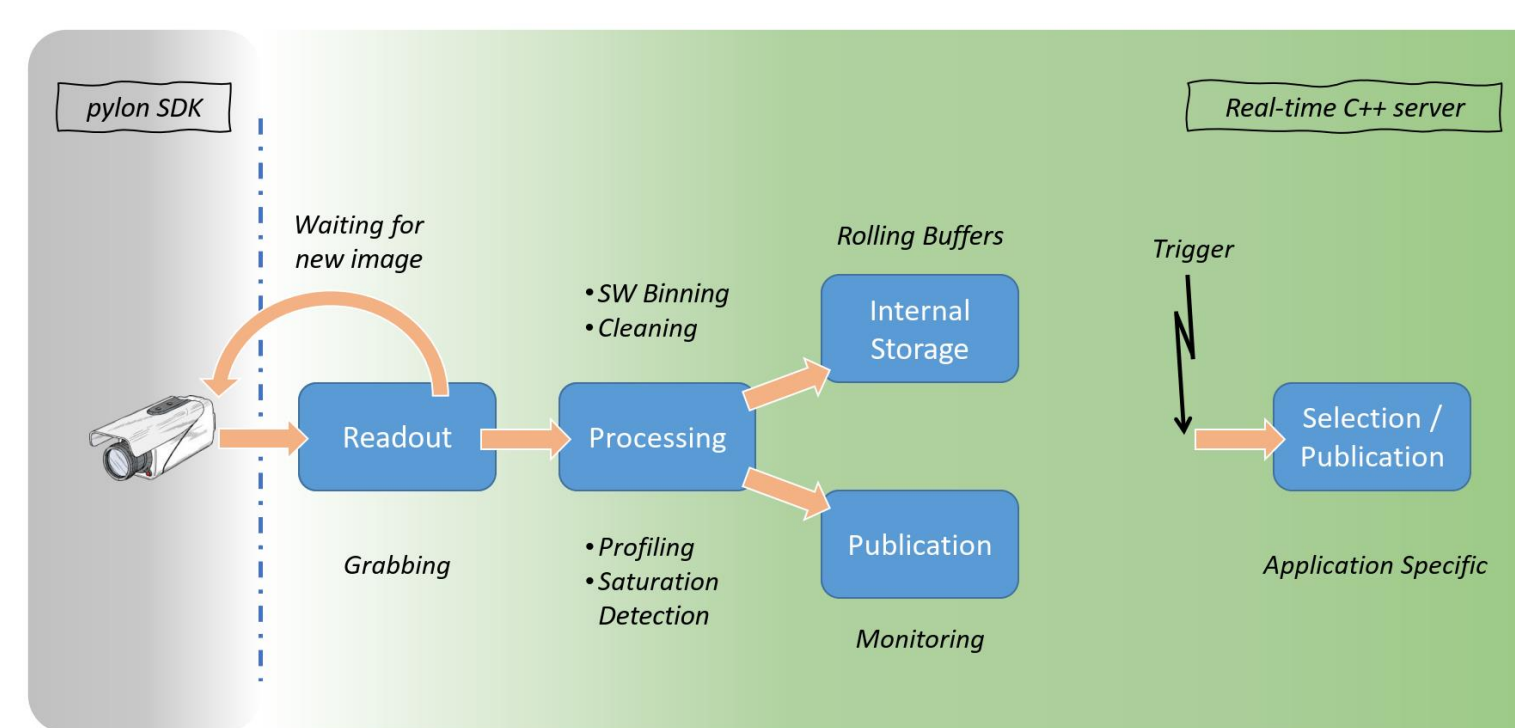 pylon SDK
Real-time C++ server
Waiting for
new image
Rolling Buffers
Trigger
• SW Binning
• Cleaning
Internal
Storage
Readout
Processing
Selection /
Publication
Grabbing
• Profiling
• Saturation
Detection
Publication
Application Specific
Monitoring